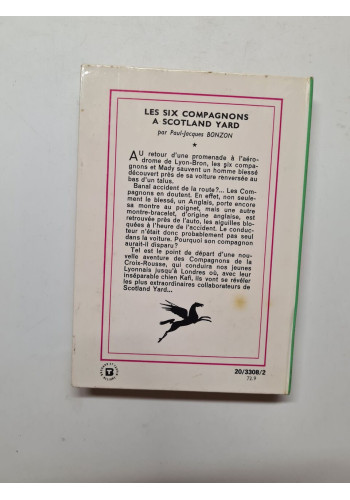 LES SIX COMPAGNONS
A SCOTLAND YARD
par Paul-Jacques BONZON
★
AU retour d'une promenade à l'aéro-
drome de Lyon-Bron, les six compa-
gnons et Mady sauvent un homme blessé
découvert près de sa voiture renversée au
bas d'un talus.
Banal accident de la route?... Les Com-
pagnons en doutent. En effet, non seule-
ment le blessé, un Anglais, porte encore
sa montre au poignet, mais une autre
montre-bracelet, d'origine anglaise, est
retrouvée près de l'auto, les aiguilles blo-
quées à l'heure de l'accident. Le conduc-
teur n'était donc probablement pas seul
dans la voiture. Pourquoi son compagnon
aurait-il disparu?
Tel est le point de départ d'une nou-
velle aventure des Compagnons de la
Croix-Rousse, qui conduira nos jeunes
Lyonnais jusqu'à Londres où, avec leur
inséparable chien Kafi, ils vont se révéler
les plus extraordinaires collaborateurs de
Scotland Yard...
T
20/3308/2
72-9